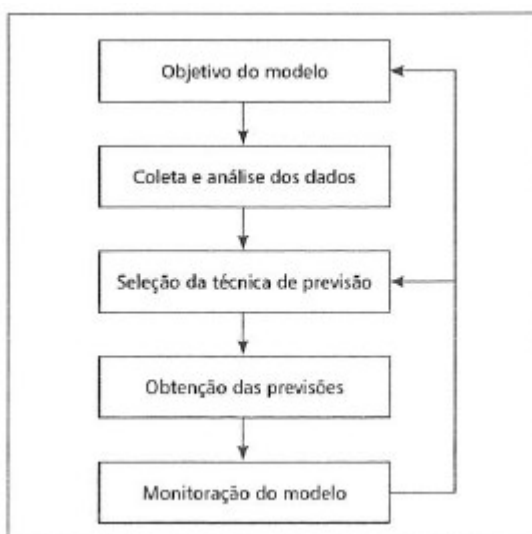 Objetivo do modelo
Coleta e análise dos dados
Seleção da técnica de previsão
Obtenção das previsões
Monitoração do modelo